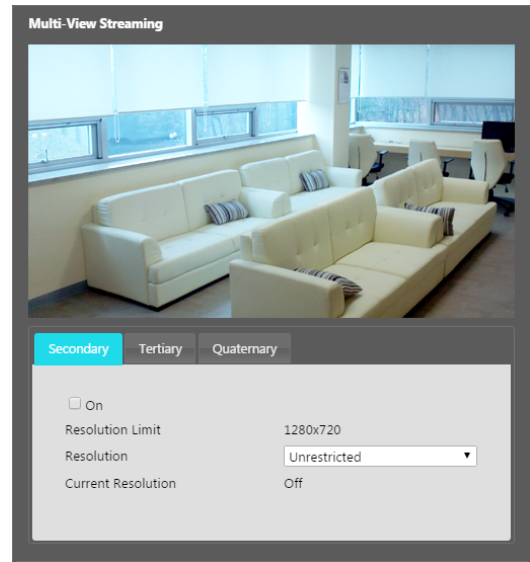 Multi-View Streaming
Secondary Tertiary Quaternary
On
Resolution Limit 1280x720
Resolution Unrestricted
Current Resolution Off